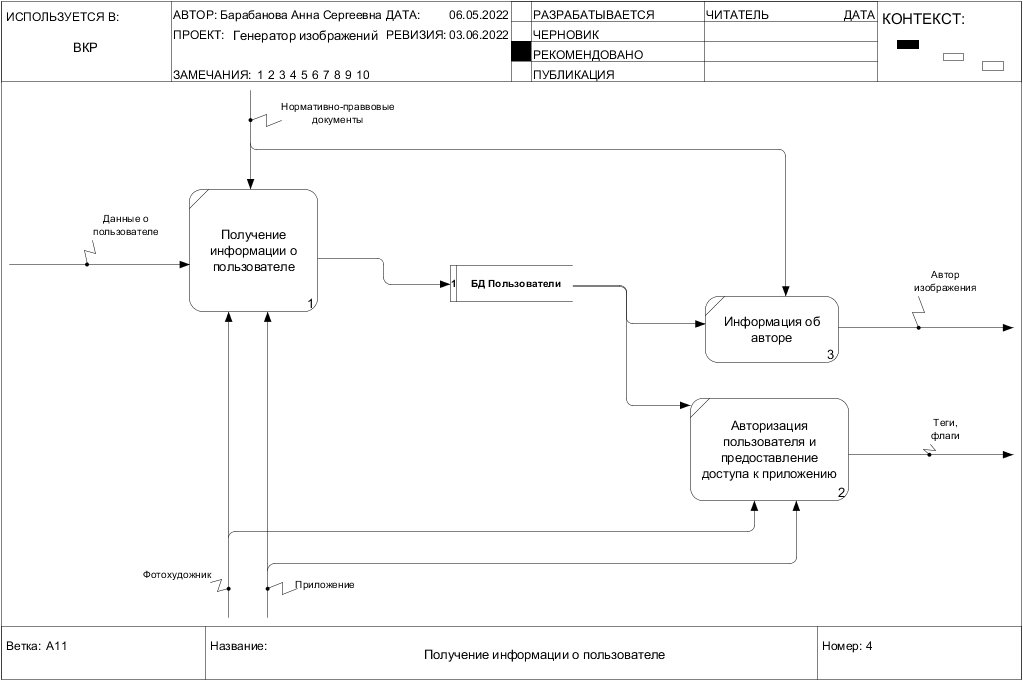 ИСПОЛЬЗУЕТСЯ В:
ВКР
АВТОР: Барабанова Анна Сергеевна ДАТА: 06.05.2022
ПРОЕКТ: Генератор изображений РЕВИЗИЯ: 03.06.2022
ЗАМЕЧАНИЯ: 1 2 3 4 5 6 7 8 9 10
РАЗРАБАТЫВАЕТСЯ
ЧЕРНОВИК
РЕКОМЕНДОВАНО
ПУБЛИКАЦИЯ
ЧИТАТЕЛЬ ДАТА
КОНТЕКСТ:
Нормативно-праввовые
документы
Данные о
пользователе
Получение
информации о
пользователе
1
1 БД Пользователи
Автор
изображения
Информация об
авторе
3
Авторизация
пользователя и
предоставление
доступа к приложению
2
Теги,
флаги
Фотохудожник
Приложение
Ветка: A11
Название:
Получение информации о пользователе
Номер: 4